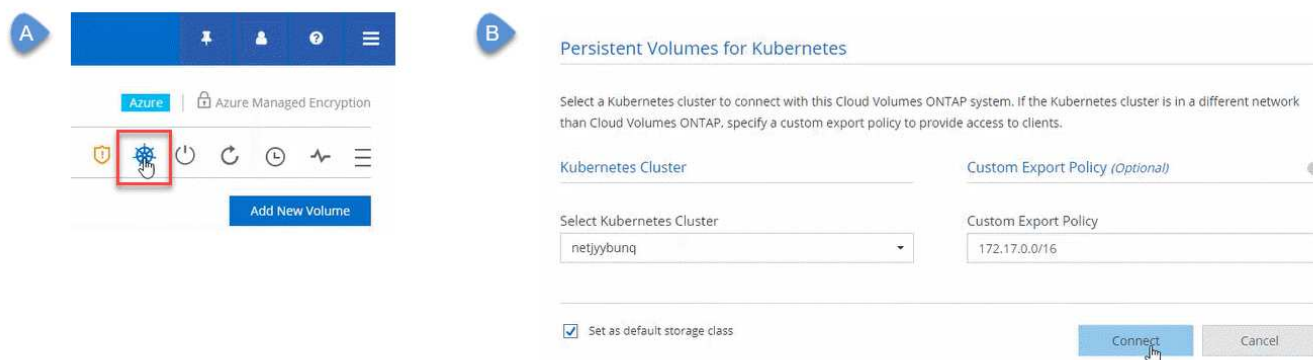 A
Azure
Azure Managed Encryption
Add New Volume
B
Persistent Volumes for Kubernetes
Select a Kubernetes cluster to connect with this Cloud Volumes ONTAP system. If the Kubernetes cluster is in a different network
than Cloud Volumes ONTAP, specify a custom export policy to provide access to clients.
Kubernetes Cluster
Custom Export Policy (Optional)
Select Kubernetes Cluster
Custom Export Policy
netjyybunq
172.17.0.0/16
Set as default storage class
Connect
Cancel